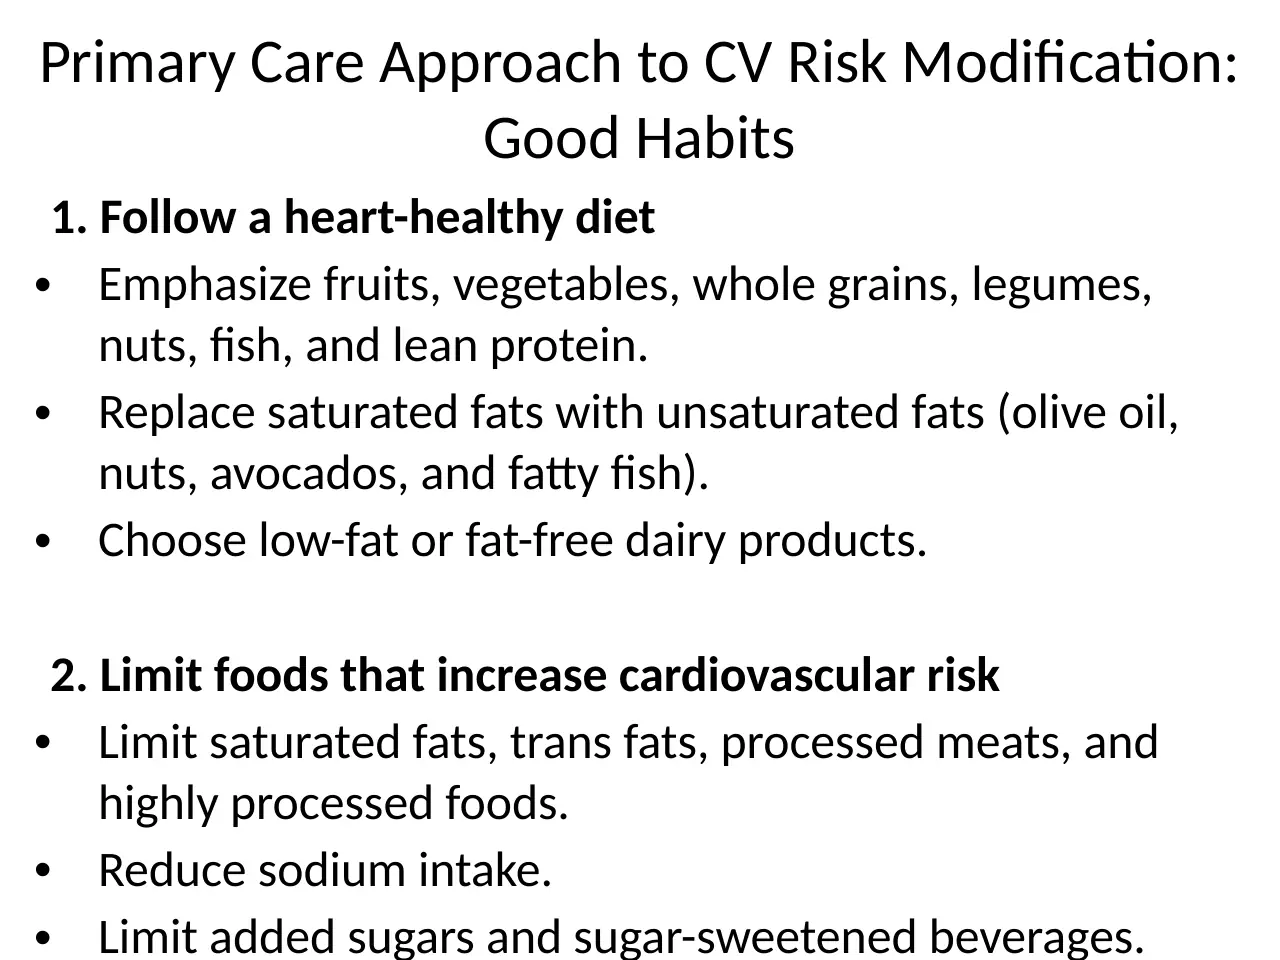 Primary Care Approach to CV Risk Modification:
Good Habits
1. Follow a heart-healthy diet
• Emphasize fruits, vegetables, whole grains, legumes,
nuts, fish, and lean protein.
• Replace saturated fats with unsaturated fats (olive oil,
nuts, avocados, and fatty fish).
• Choose low-fat or fat-free dairy products.
2. Limit foods that increase cardiovascular risk
• Limit saturated fats, trans fats, processed meats, and
highly processed foods.
• Reduce sodium intake.
• Limit added sugars and sugar-sweetened beverages.